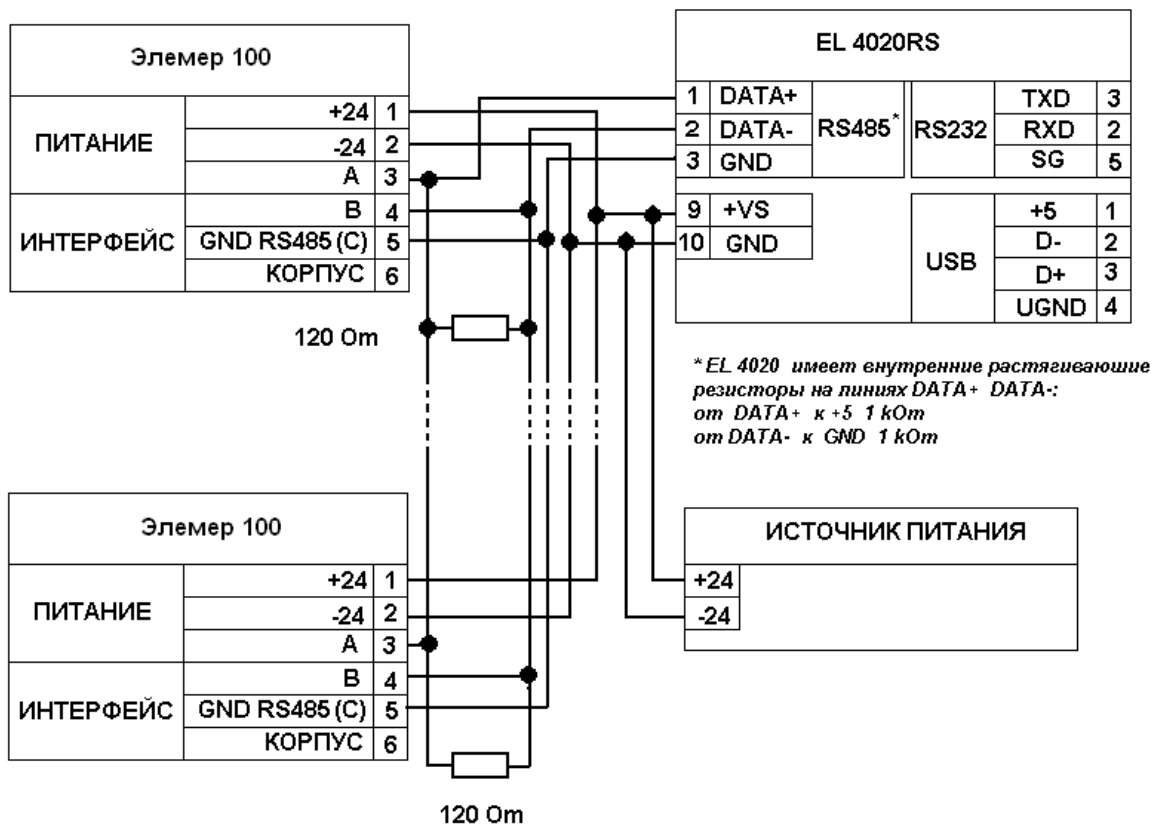 Элемер 100
ПИТАНИЕ
+24 1
-24 2
А 3
ИНТЕРФЕЙС
В 4
GND RS485 (С) 5
КОРПУС 6
120 Om
EL 4020RS
1 DATA+
2 DATA-
3 GND
RS485*
RS232
TXD 3
RXD 2
SG 5
9 +VS
10 GND
USB
+5 1
D- 2
D+ 3
UGND 4
* EL 4020 имеет внутренние растягиваюшие
резисторы на линиях DATA+ DATA-:
от DATA+ к +5 1 kOm
от DATA- к GND 1 kOm
Элемер 100
ПИТАНИЕ
+24 1
-24 2
А 3
ИНТЕРФЕЙС
В 4
GND RS485 (С) 5
КОРПУС 6
120 Om
ИСТОЧНИК ПИТАНИЯ
+24
-24